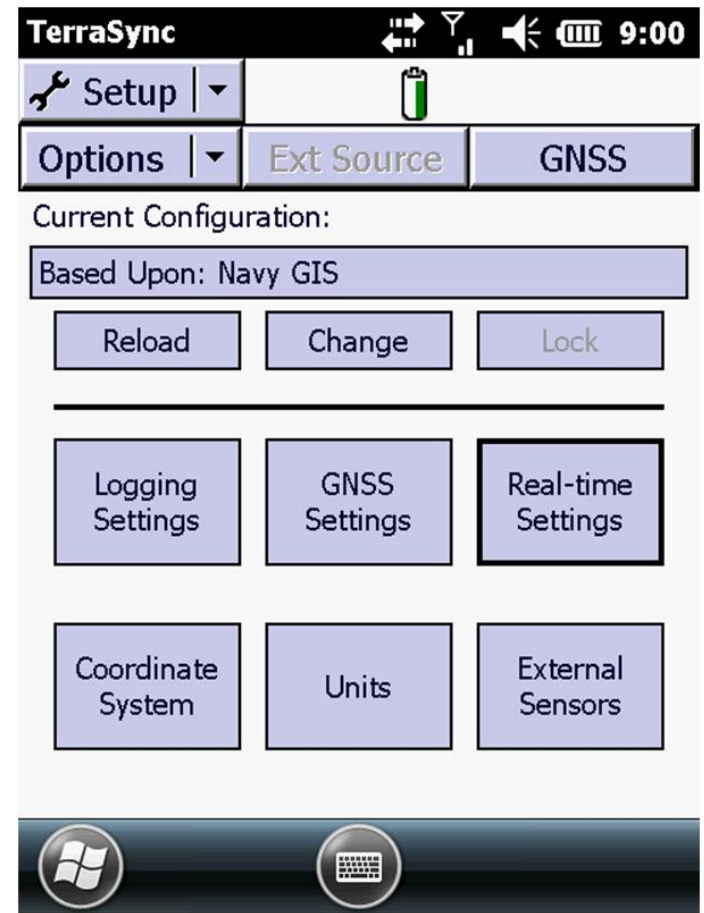 TerraSync 9:00
Setup
Options Ext Source GNSS
Current Configuration:
Based Upon: Navy GIS
Reload Change Lock
Logging Settings
GNSS Settings
Real-time Settings
Coordinate System
Units
External Sensors